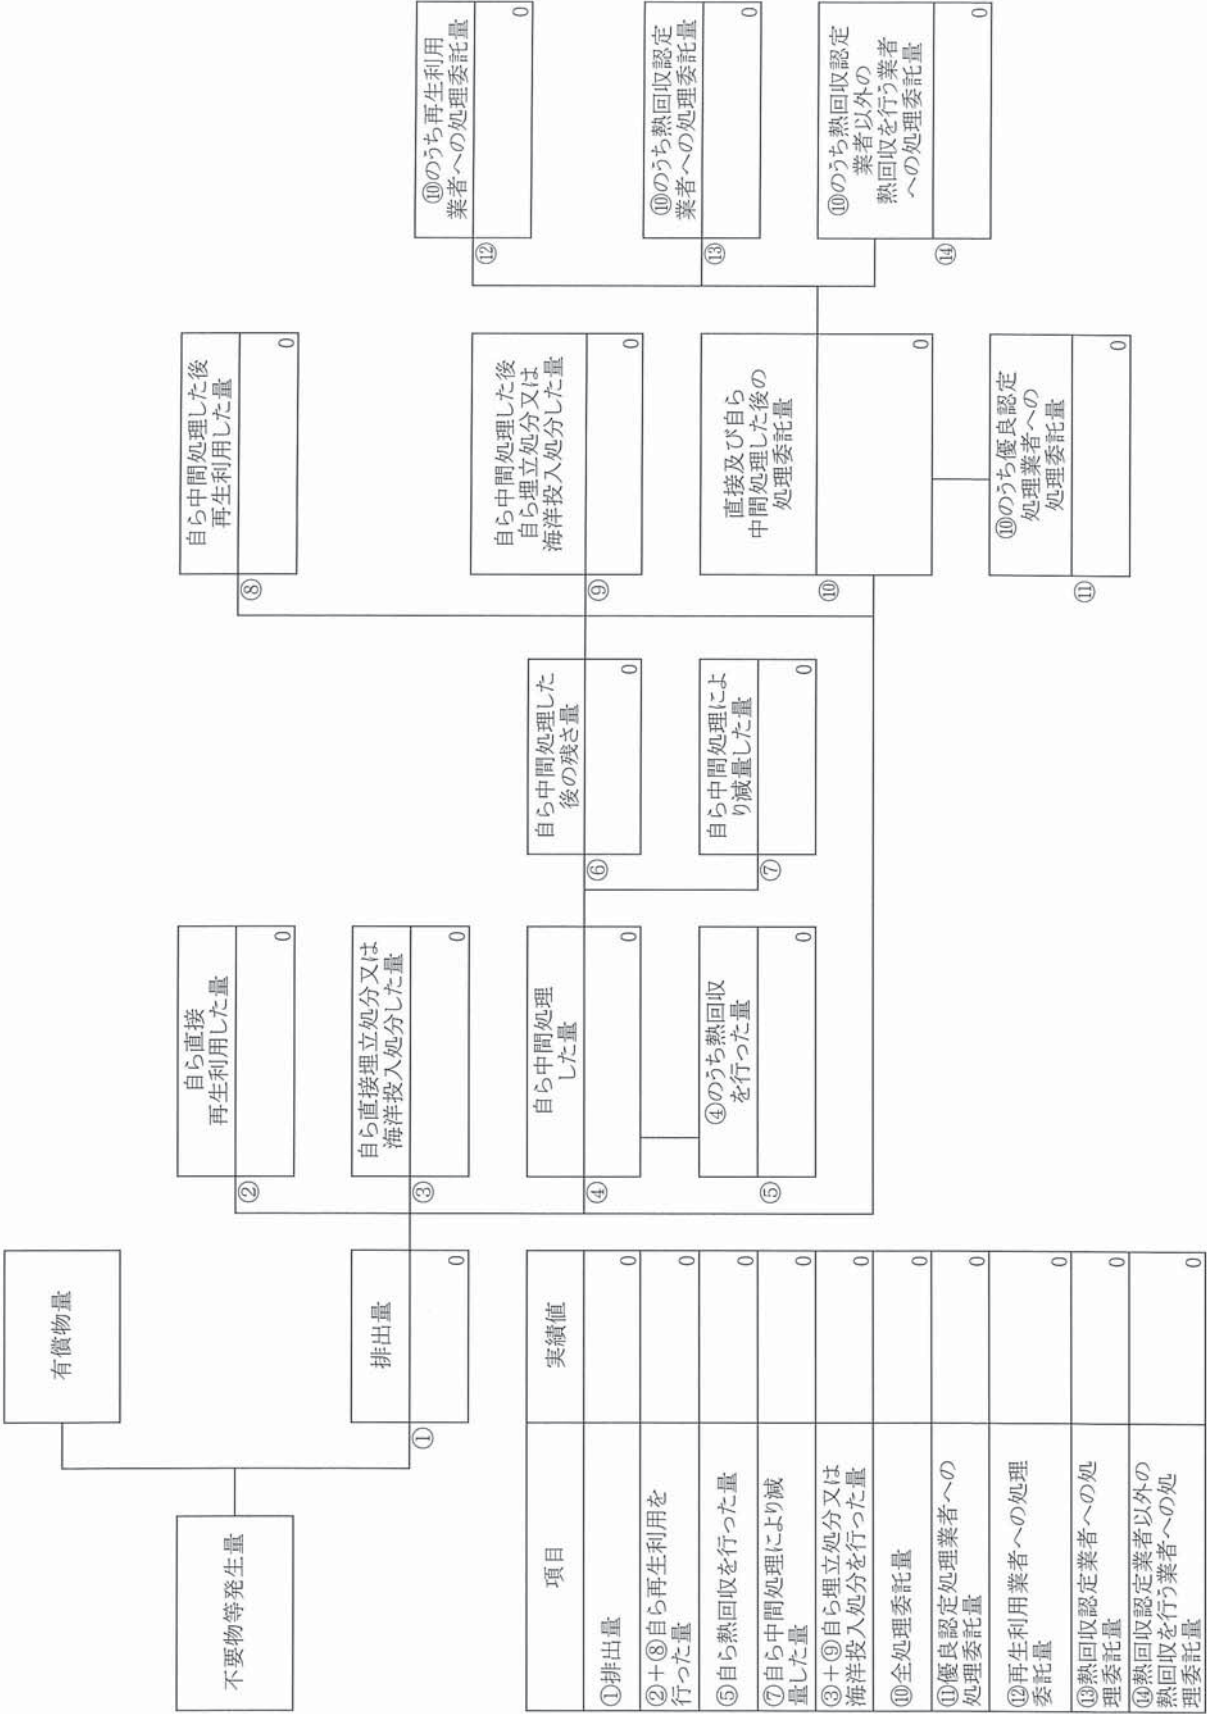 不要物等発生量
有償物量
排出量
①
0
②
自ら直接
再生利用した量
0
③
自ら直接埋立処分又は
海洋投入処分した量
0
④
自ら中間処理
した量
0
⑤
④のうち熱回収
を行った量
0
⑥
自ら中間処理した
後の残さ量
0
⑦
自ら中間処理によ
り減量した量
0
⑧
自ら中間処理した後
再生利用した量
0
⑨
自ら中間処理した後
自ら埋立処分又は
海洋投入処分した量
0
⑩
直接及び自ら
中間処理した後の
処理委託量
0
⑪
⑩のうち優良認定
処理業者への
処理委託量
0
⑫
⑩のうち再生利用
業者への処理委託量
0
⑬
⑩のうち熱回収認定
業者への処理委託量
0
⑭
⑩のうち熱回収認定
業者以外の
熱回収を行う業者
への処理委託量
0
項目
実績値
①排出量
0
②+⑧自ら再生利用を
行った量
0
⑤自ら熱回収を行った量
0
⑦自ら中間処理により減
量した量
0
③+⑨自ら埋立処分又は
海洋投入処分を行った量
0
⑩全処理委託量
0
⑪優良認定処理業者への
処理委託量
0
⑫再生利用業者への処理
委託量
0
⑬熱回収認定業者への処
理委託量
0
⑭熱回収認定業者以外の
熱回収を行う業者への処
理委託量
0